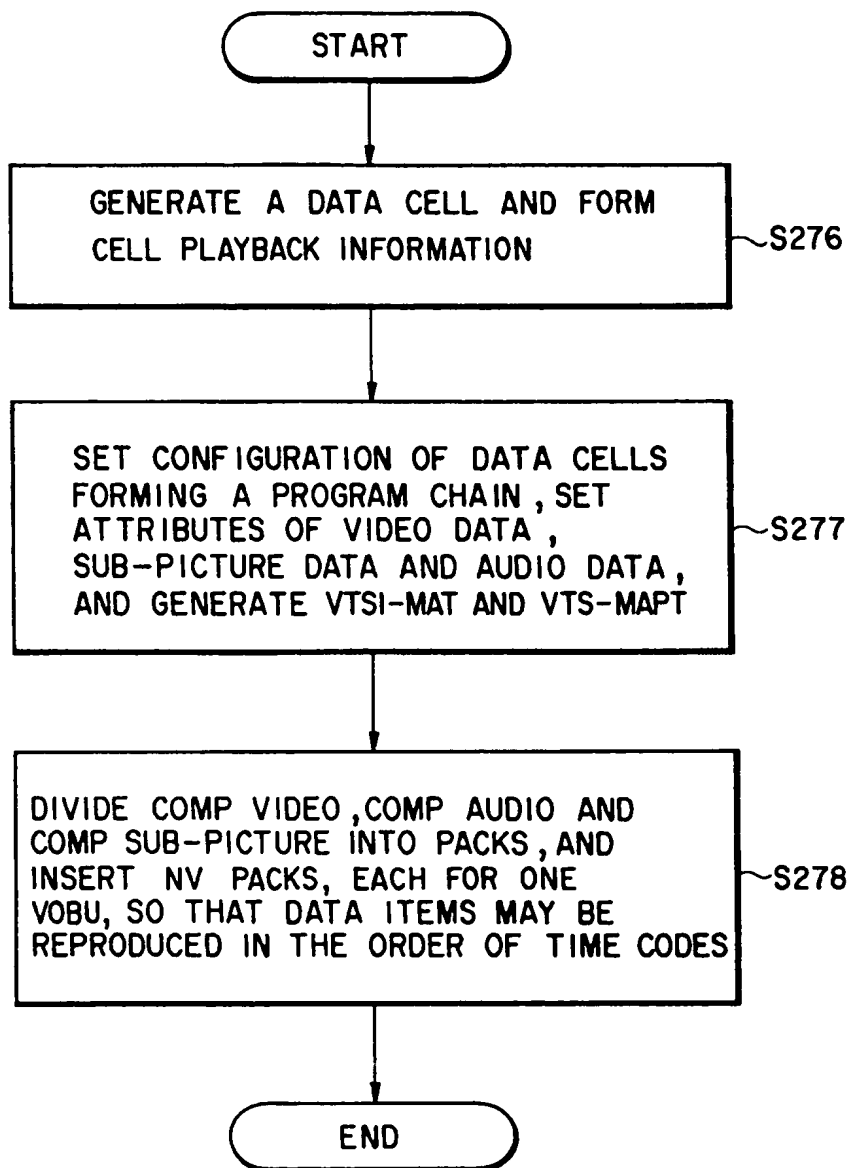 START
GENERATE A DATA CELL AND FORM
CELL PLAYBACK INFORMATION
S276
SET CONFIGURATION OF DATA CELLS
FORMING A PROGRAM CHAIN, SET
ATTRIBUTES OF VIDEO DATA,
SUB-PICTURE DATA AND AUDIO DATA,
AND GENERATE VTSI-MAT AND VTS-MAPT
S277
DIVIDE COMP VIDEO, COMP AUDIO AND
COMP SUB-PICTURE INTO PACKS, AND
INSERT NV PACKS, EACH FOR ONE
VOBU, SO THAT DATA ITEMS MAY BE
REPRODUCED IN THE ORDER OF TIME CODES
S278
END